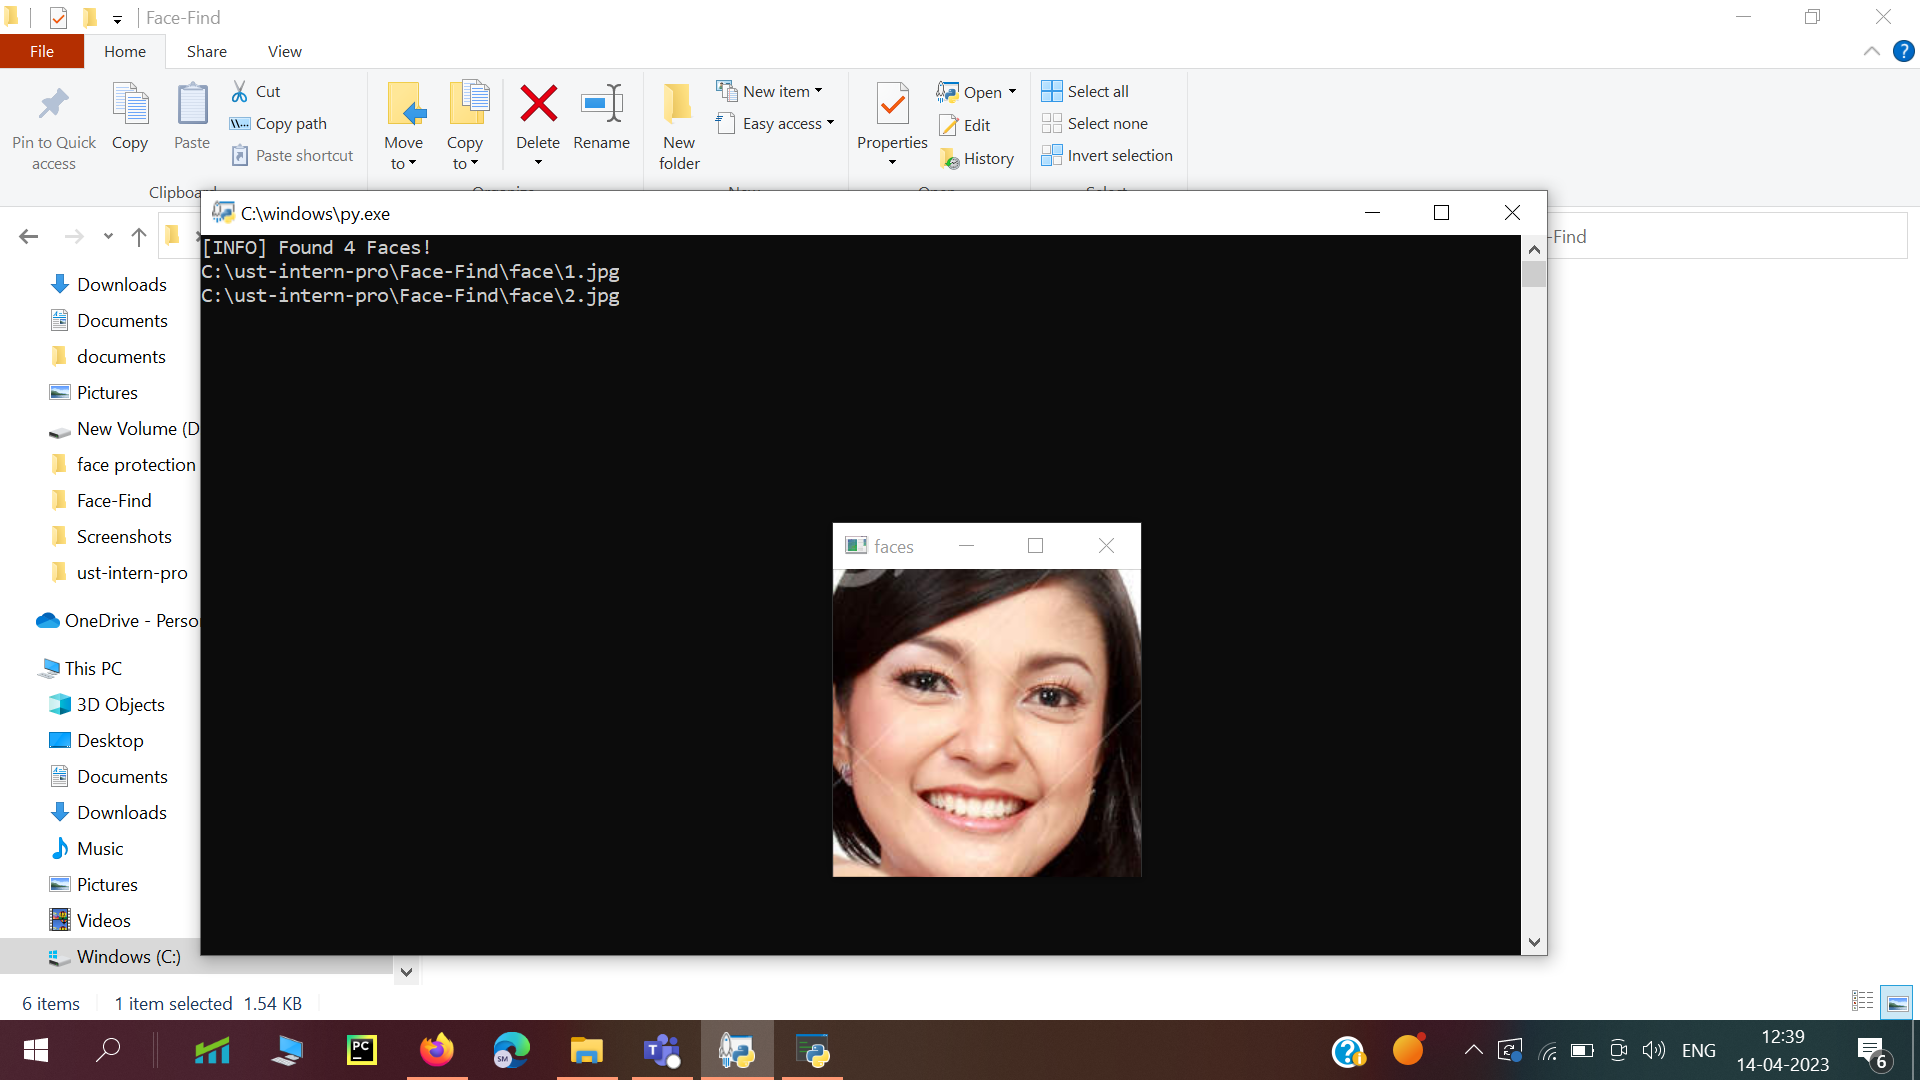 Face-Find
File
Home
Share
View
Pin to Quick
access
Copy
Paste
Cut
Copy path
Paste shortcut
Move
to
Copy
to
Delete
Rename
New
folder
New item
Easy access
Properties
Open
Edit
History
Select all
Select none
Invert selection
C:\windows\py.exe
[INFO] Found 4 Faces!
C:\ust-intern-pro\Face-Find\face\1.jpg
C:\ust-intern-pro\Face-Find\face\2.jpg
-Find
faces
Downloads
Documents
documents
Pictures
New Volume (D
face protection
Face-Find
Screenshots
ust-intern-pro
OneDrive - Perso
This PC
3D Objects
Desktop
Documents
Downloads
Music
Pictures
Videos
Windows (C:)
6 items
1 item selected 1.54 KB
PC
SM
T
ENG
12:39
14-04-2023
6